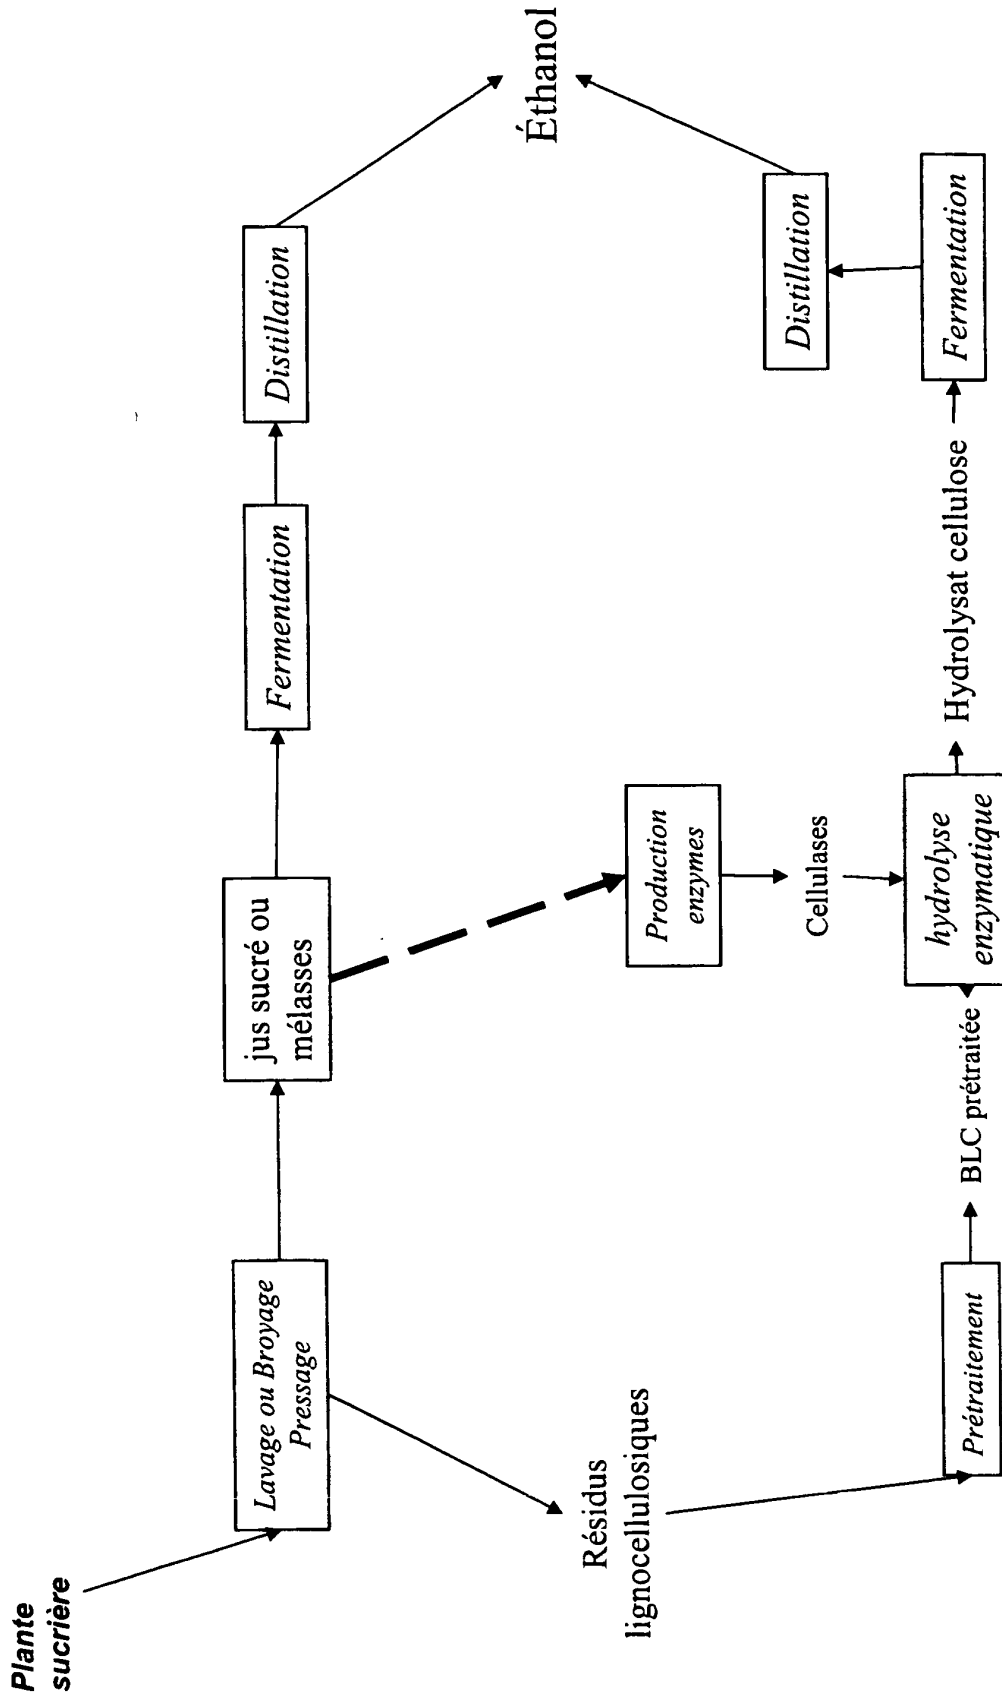 Plante
sucrière
Lavage ou Broyage
Pressage
jus sucré ou
mélasses
Fermentation
Distillation
Éthanol
Résidus
lignocellulosiques
Production
enzymes
Cellulases
Prétraitement
BLC prétraitée
hydrolyse
enzymatique
Hydrolysat cellulose
Fermentation
Distillation